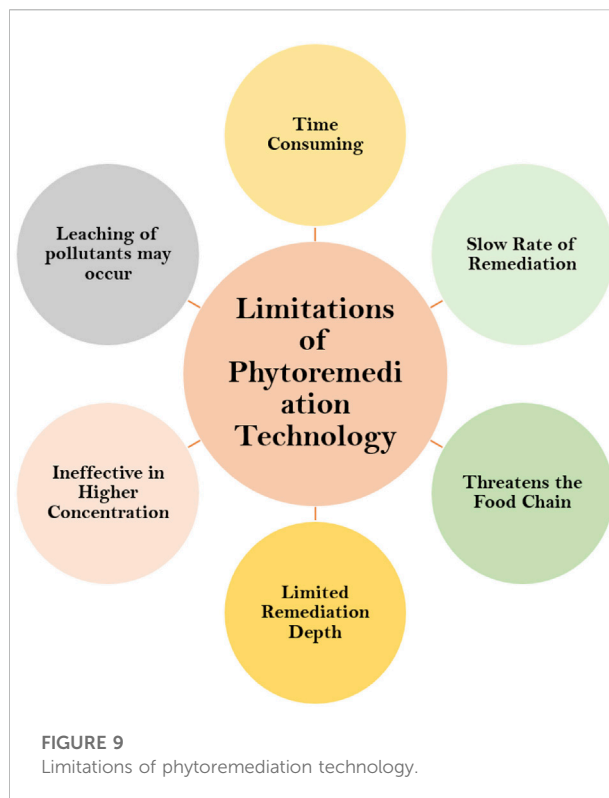 Time
Consuming
Leaching of
pollutants may
occur
Slow Rate of
Remediation
Limitations
of
Phytoremedi
ation
Technology
Ineffective in
Higher
Concentration
Threatens the
Food Chain
Limited
Remediation
Depth
FIGURE 9
Limitations of phytoremediation technology.